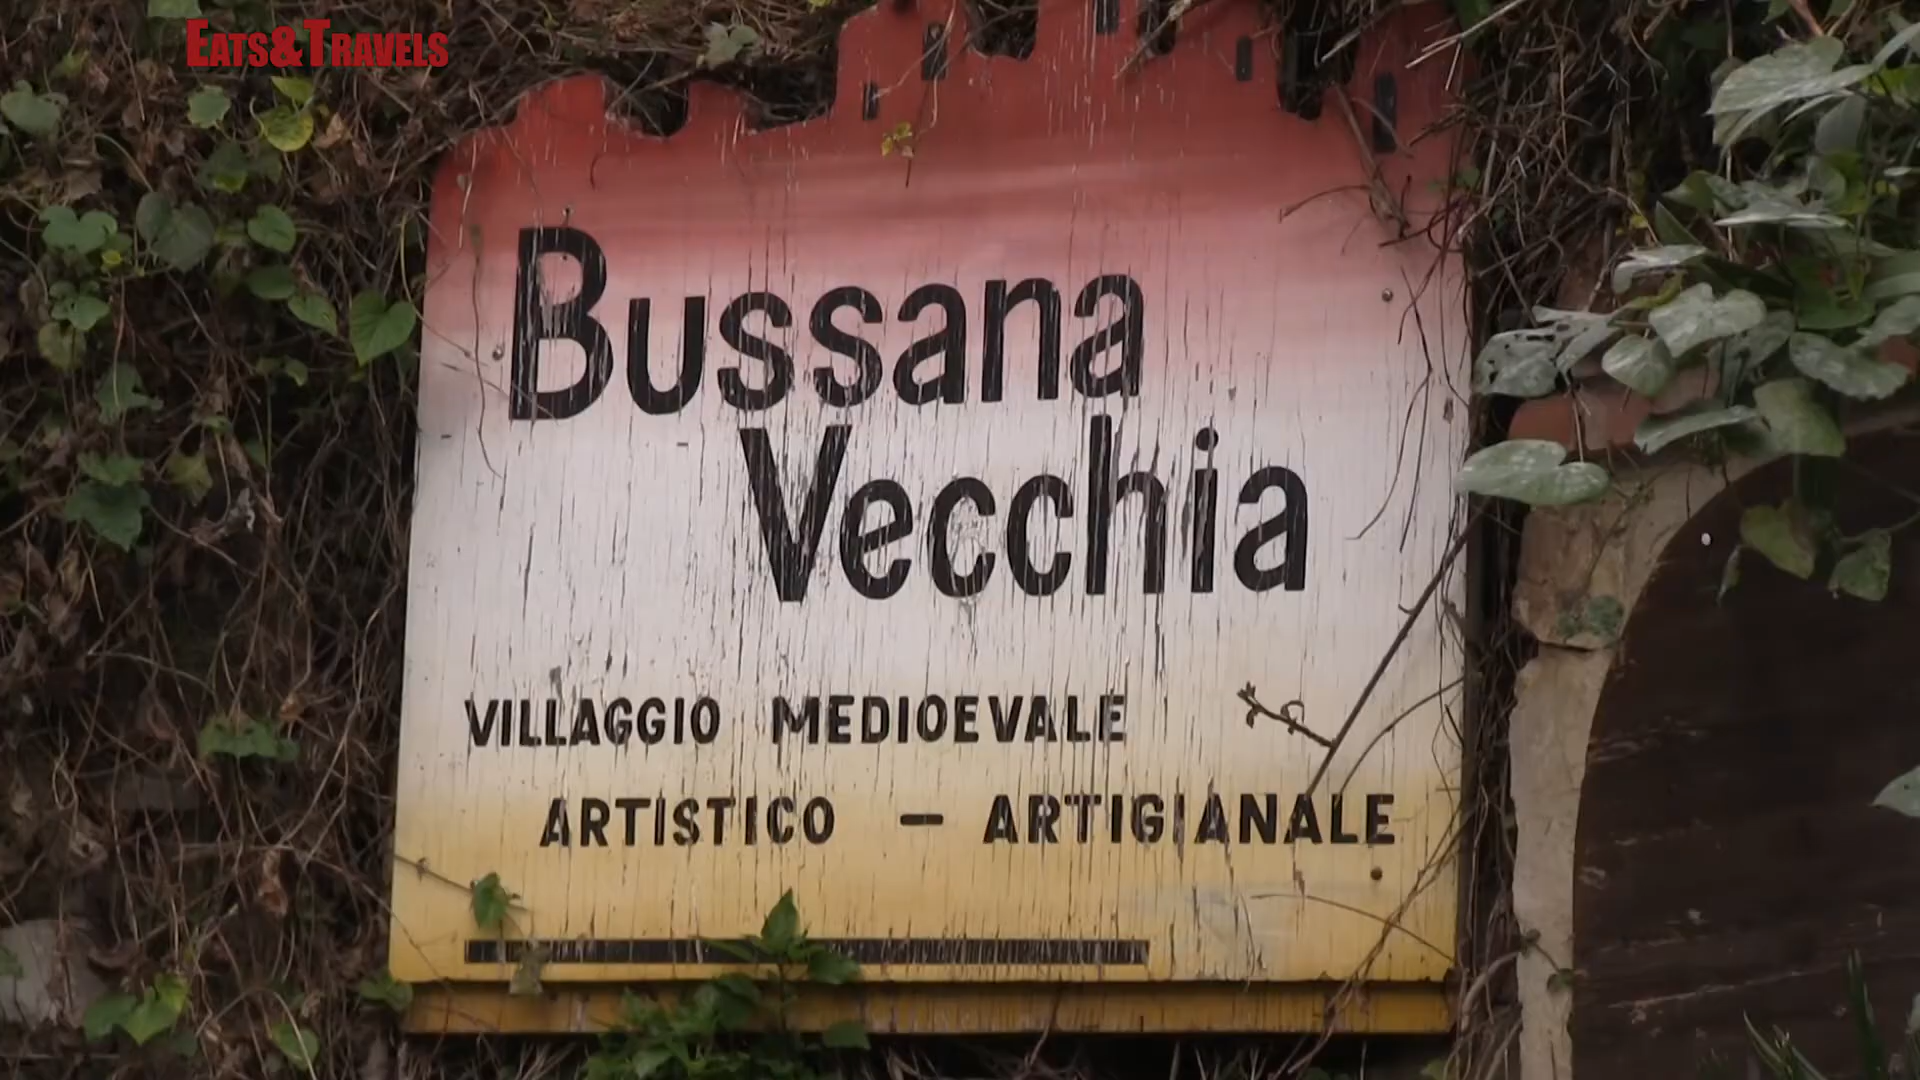 EATS&TRAVELS
Bussana
Vecchia
VILLAGGIO MEDIOEVALE
ARTISTICO — ARTIGIANALE